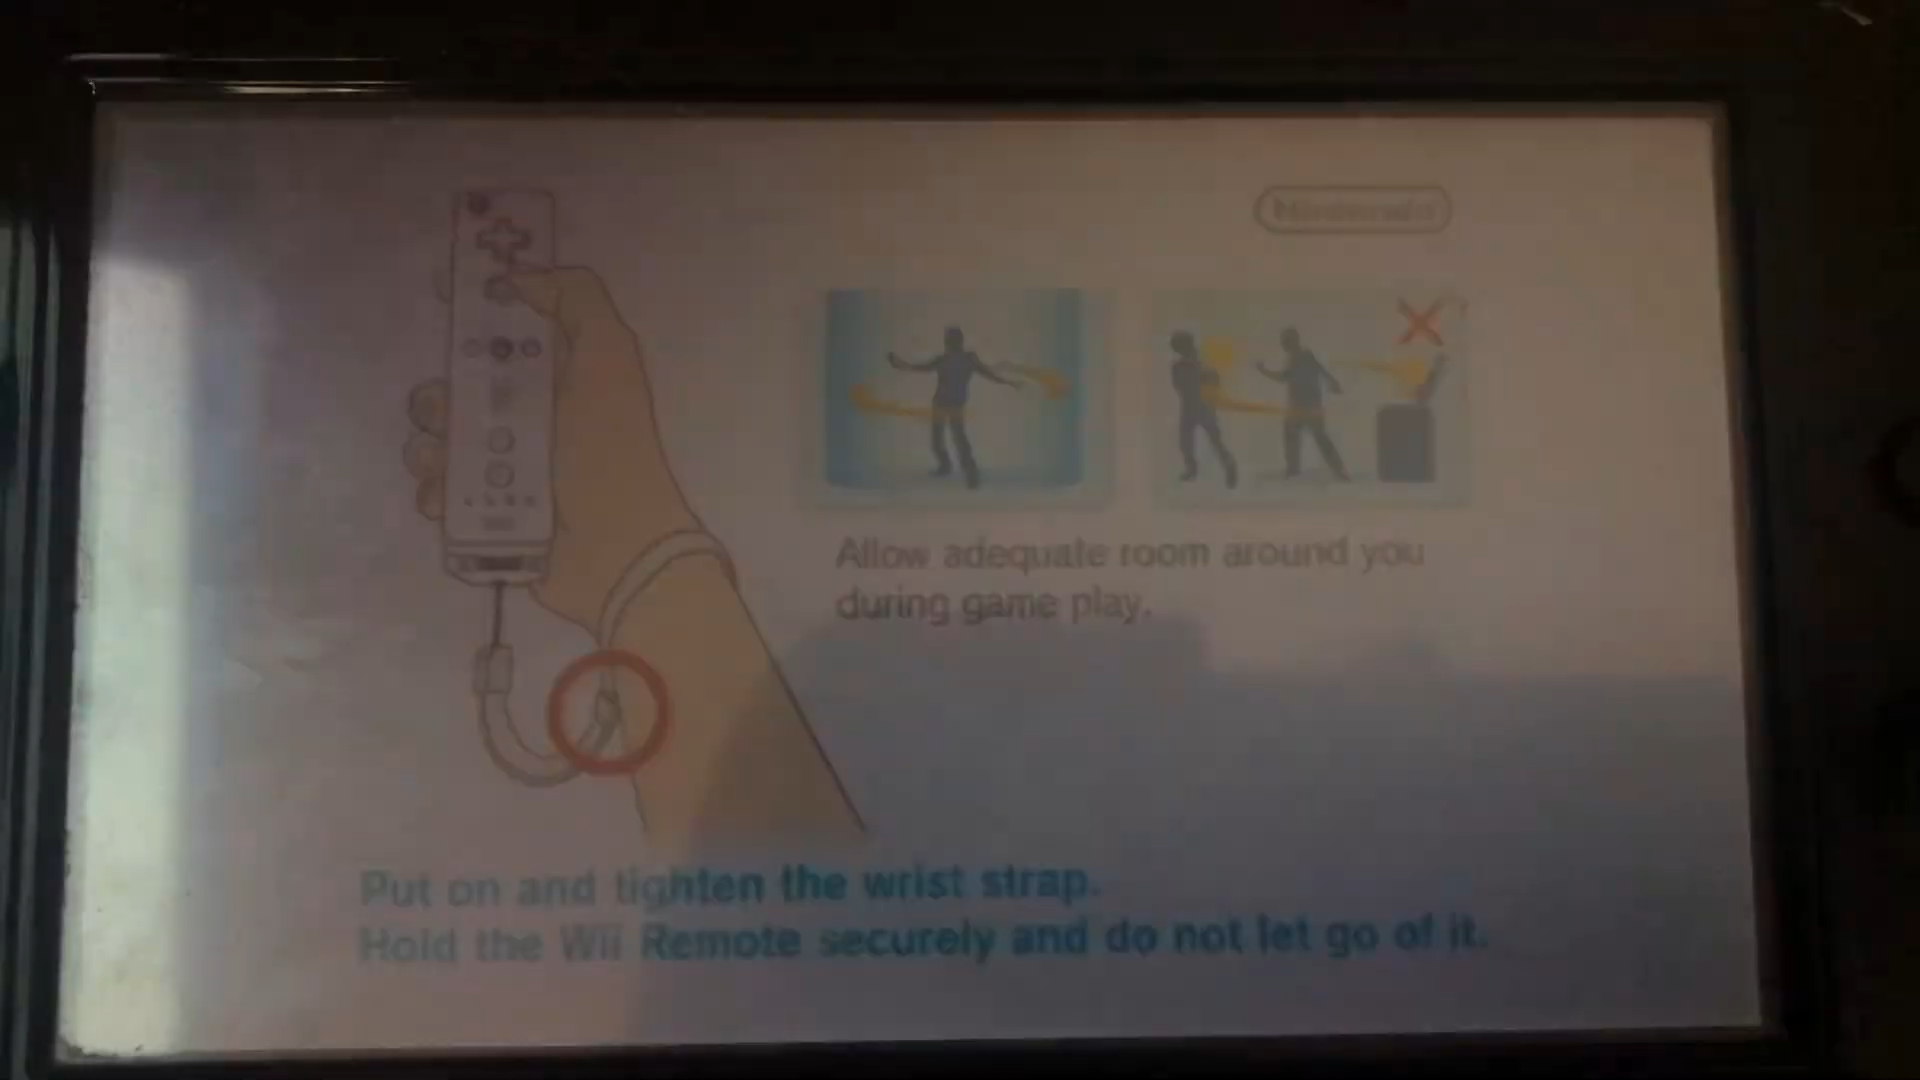 Nintendo
Allow adequate room around you
during game play.
Put on and tighten the wrist strap.
Hold the Wii Remote securely and do not let go of it.